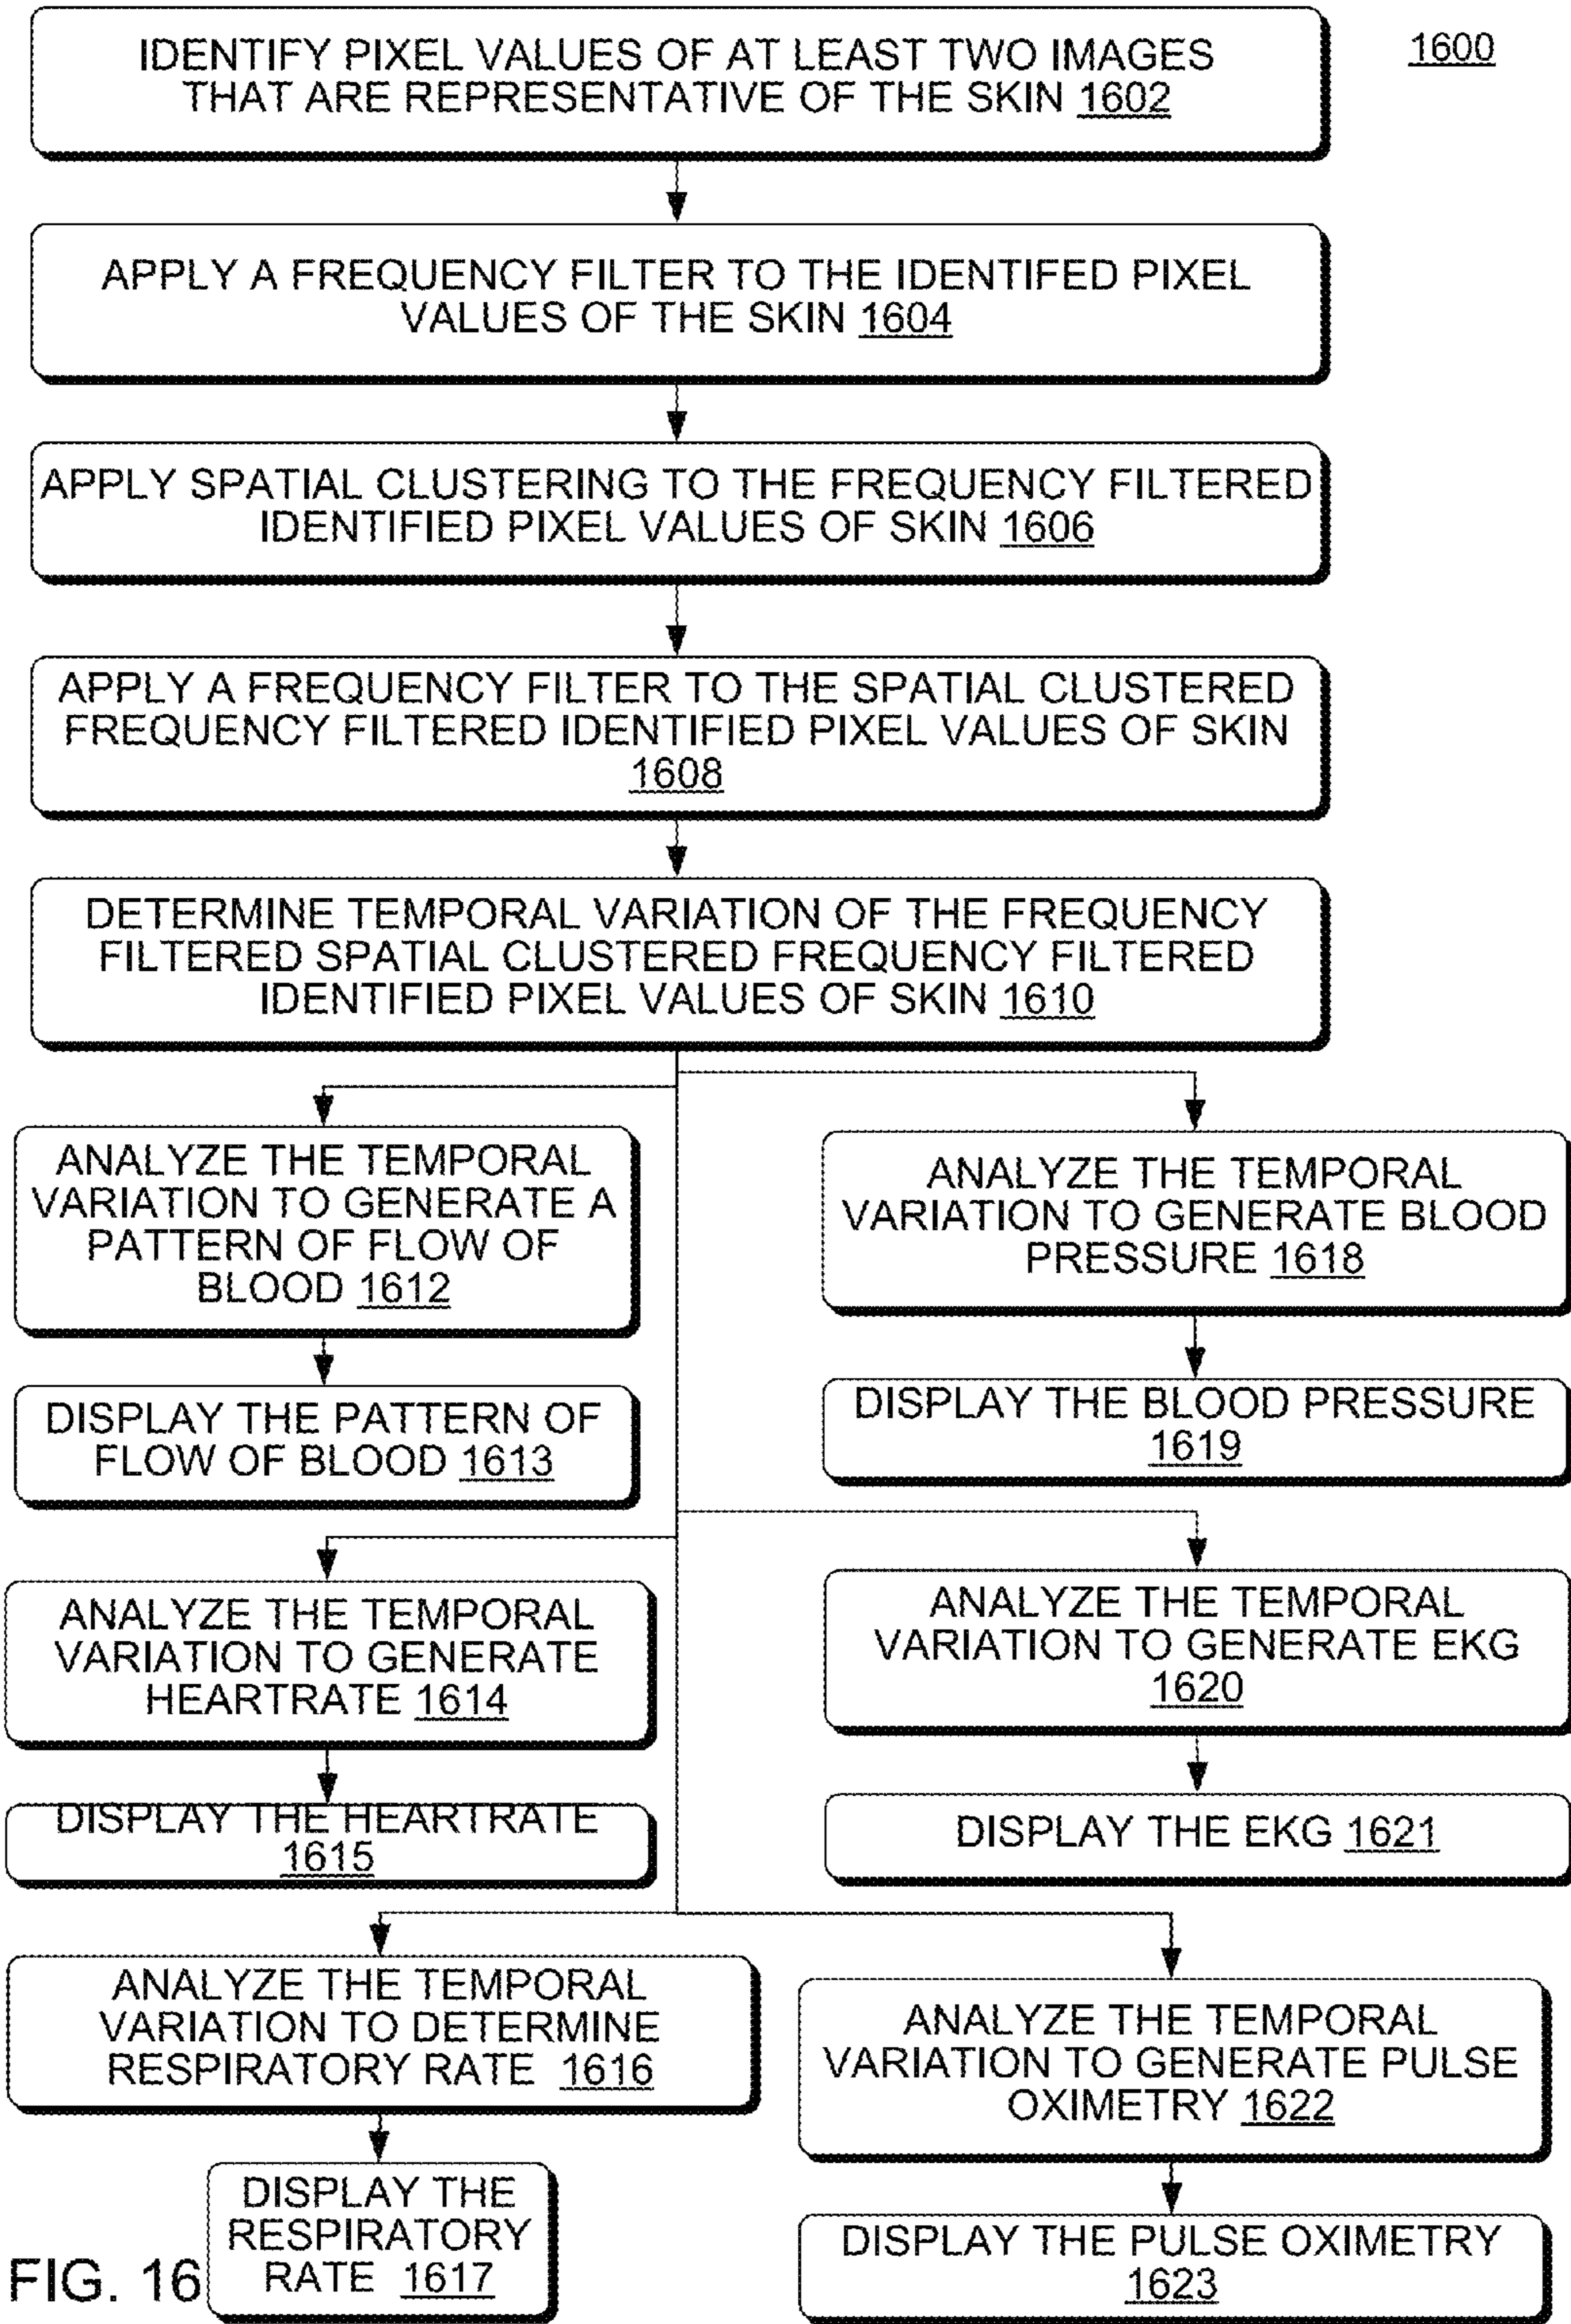 1600
IDENTIFY PIXEL VALUES OF AT LEAST TWO IMAGES
THAT ARE REPRESENTATIVE OF THE SKIN 1602
APPLY A FREQUENCY FILTER TO THE IDENTIFED PIXEL
VALUES OF THE SKIN 1604
APPLY SPATIAL CLUSTERING TO THE FREQUENCY FILTERED
IDENTIFIED PIXEL VALUES OF SKIN 1606
APPLY A FREQUENCY FILTER TO THE SPATIAL CLUSTERED
FREQUENCY FILTERED IDENTIFIED PIXEL VALUES OF SKIN
1608
DETERMINE TEMPORAL VARIATION OF THE FREQUENCY
FILTERED SPATIAL CLUSTERED FREQUENCY FILTERED
IDENTIFIED PIXEL VALUES OF SKIN 1610
ANALYZE THE TEMPORAL
VARIATION TO GENERATE A
PATTERN OF FLOW OF
BLOOD 1612
DISPLAY THE PATTERN OF
FLOW OF BLOOD 1613
ANALYZE THE TEMPORAL
VARIATION TO GENERATE BLOOD
PRESSURE 1618
DISPLAY THE BLOOD PRESSURE
1619
ANALYZE THE TEMPORAL
VARIATION TO GENERATE
HEARTRATE 1614
DISPLAY THE HEARTRATE
1615
ANALYZE THE TEMPORAL
VARIATION TO GENERATE EKG
1620
DISPLAY THE EKG 1621
ANALYZE THE TEMPORAL
VARIATION TO DETERMINE
RESPIRATORY RATE 1616
DISPLAY THE
RESPIRATORY
RATE 1617
ANALYZE THE TEMPORAL
VARIATION TO GENERATE PULSE
OXIMETRY 1622
DISPLAY THE PULSE OXIMETRY
1623
FIG. 16